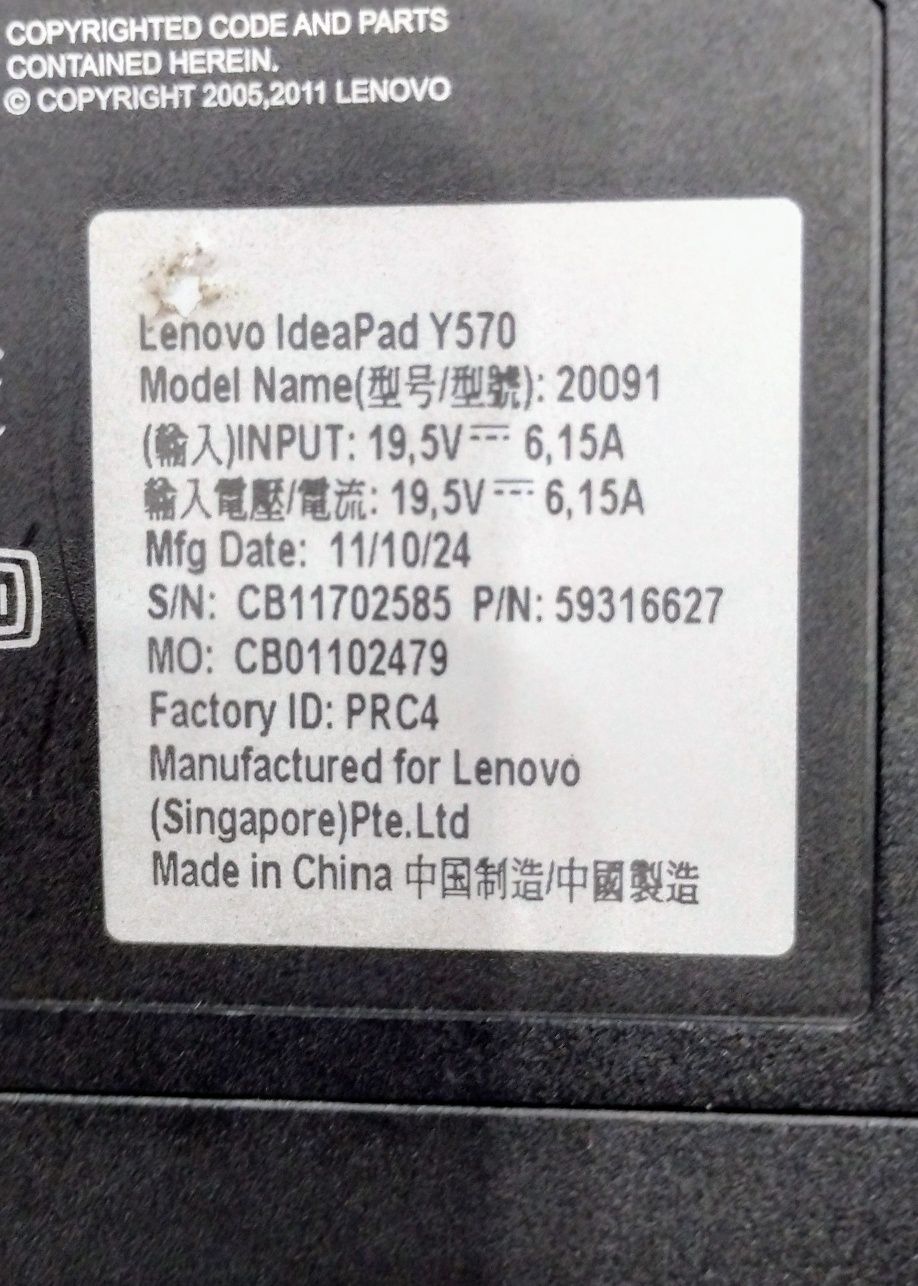 COPYRIGHTED CODE AND PARTS
CONTAINED HEREIN.
© COPYRIGHT 2005,2011 LENOVO
Lenovo IdeaPad Y570
Model Name(型号/型號): 20091
(輸入)INPUT: 19,5V⎓ 6,15A
輸入電壓/電流: 19,5V⎓ 6,15A
Mfg Date: 11/10/24
S/N: CB11702585 P/N: 59316627
MO: CB01102479
Factory ID: PRC4
Manufactured for Lenovo
(Singapore)Pte.Ltd
Made in China 中国制造/中國製造